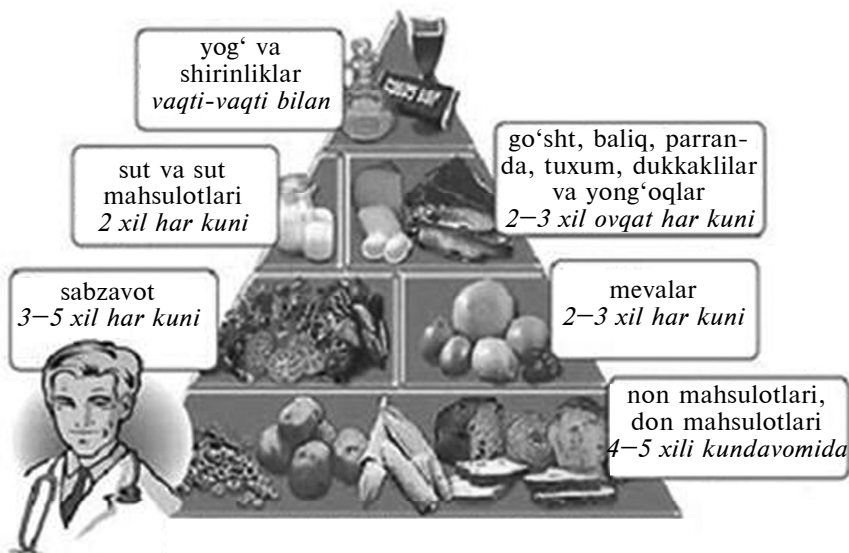 yog‘ va
shirinliklar
vaqti-vaqti bilan
go‘sht, baliq, parran-
da, tuxum, dukkaklilar
va yong‘oqlar
2−3 xil ovqat har kuni
sut va sut
mahsulotlari
2 xil har kuni
sabzavot
3−5 xil har kuni
mevalar
2−3 xil har kuni
non mahsulotlari,
don mahsulotlari
4−5 xili kundavomida